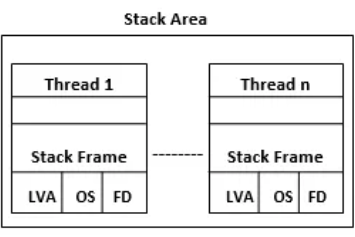 Stack Area
Thread 1
Thread n
Stack Frame
Stack Frame
LVA OS FD
LVA OS FD